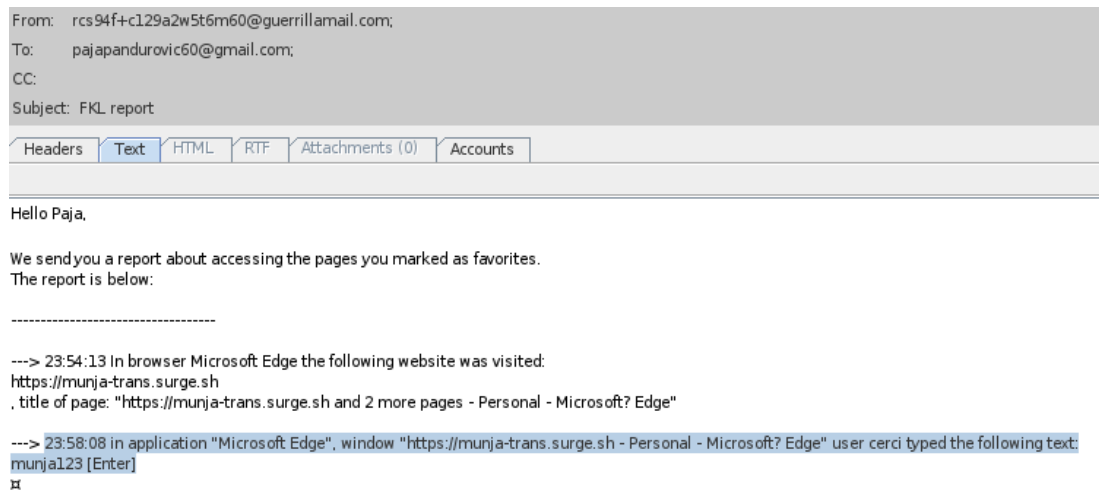 From: rcs94f+c129a2w5t6m60@guerrillamail.com;
To: pajapandurovic60@gmail.com;
CC:
Subject: FKL report
Headers Text HTML RTF Attachments (0) Accounts
Hello Paja,
We send you a report about accessing the pages you marked as favorites.
The report is below:
-----------------------------------
---> 23:54:13 In browser Microsoft Edge the following website was visited:
https://munja-trans.surge.sh
, title of page: "https://munja-trans.surge.sh and 2 more pages - Personal - Microsoft? Edge"
---> 23:58:08 in application "Microsoft Edge", window "https://munja-trans.surge.sh - Personal - Microsoft? Edge" user cerci typed the following text:
munja123 [Enter]
¤